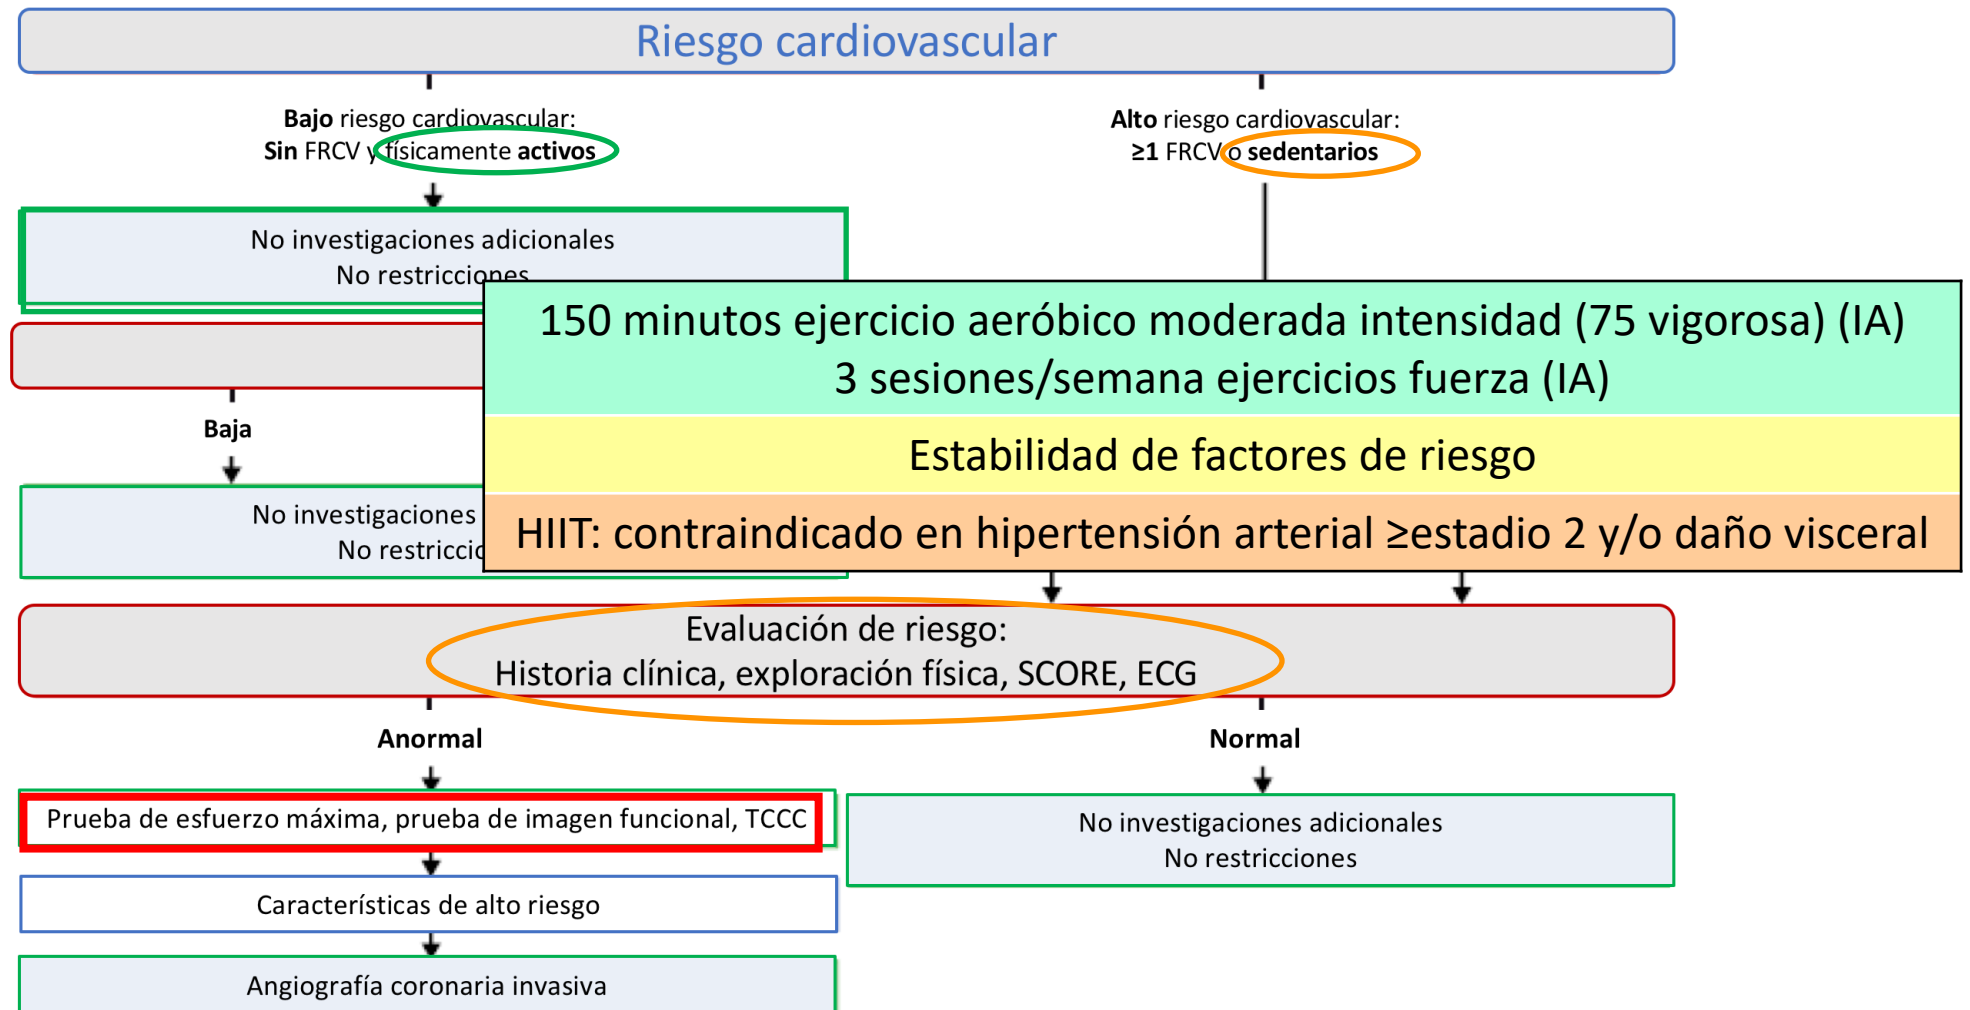 Riesgo cardiovascular
Bajo riesgo cardiovascular:
Sin FRCV y físicamente activos
Alto riesgo cardiovascular:
≥1 FRCV o sedentarios
No investigaciones adicionales
No restricciones
150 minutos ejercicio aeróbico moderada intensidad (75 vigorosa) (IA)
3 sesiones/semana ejercicios fuerza (IA)
Estabilidad de factores de riesgo
HIIT: contraindicado en hipertensión arterial ≥estadio 2 y/o daño visceral
Baja
No investigaciones
No
Evaluación de riesgo:
Historia clínica, exploración física, SCORE, ECG
Anormal
Normal
Prueba de esfuerzo máxima, prueba de imagen funcional, TCCC
No investigaciones adicionales
No restricciones
Características de alto riesgo
Angiografía coronaria invasiva